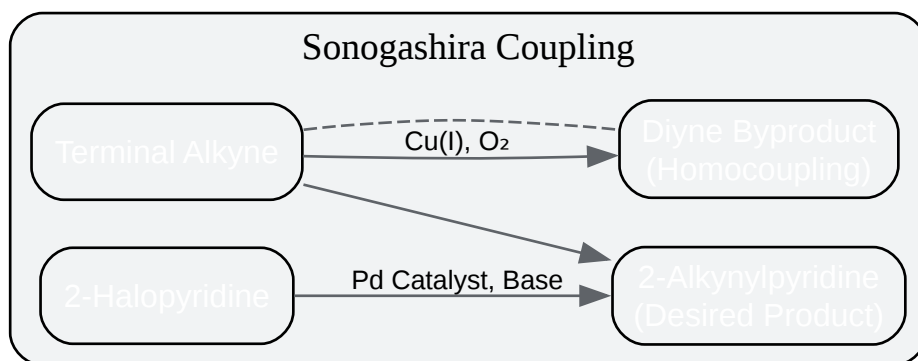 Sonogashira Coupling
Terminal Alkyne
Cu(I), O₂
Diyne Byproduct
(Homocoupling)
2-Halopyridine
Pd Catalyst, Base
2-Alkynylpyridine
(Desired Product)